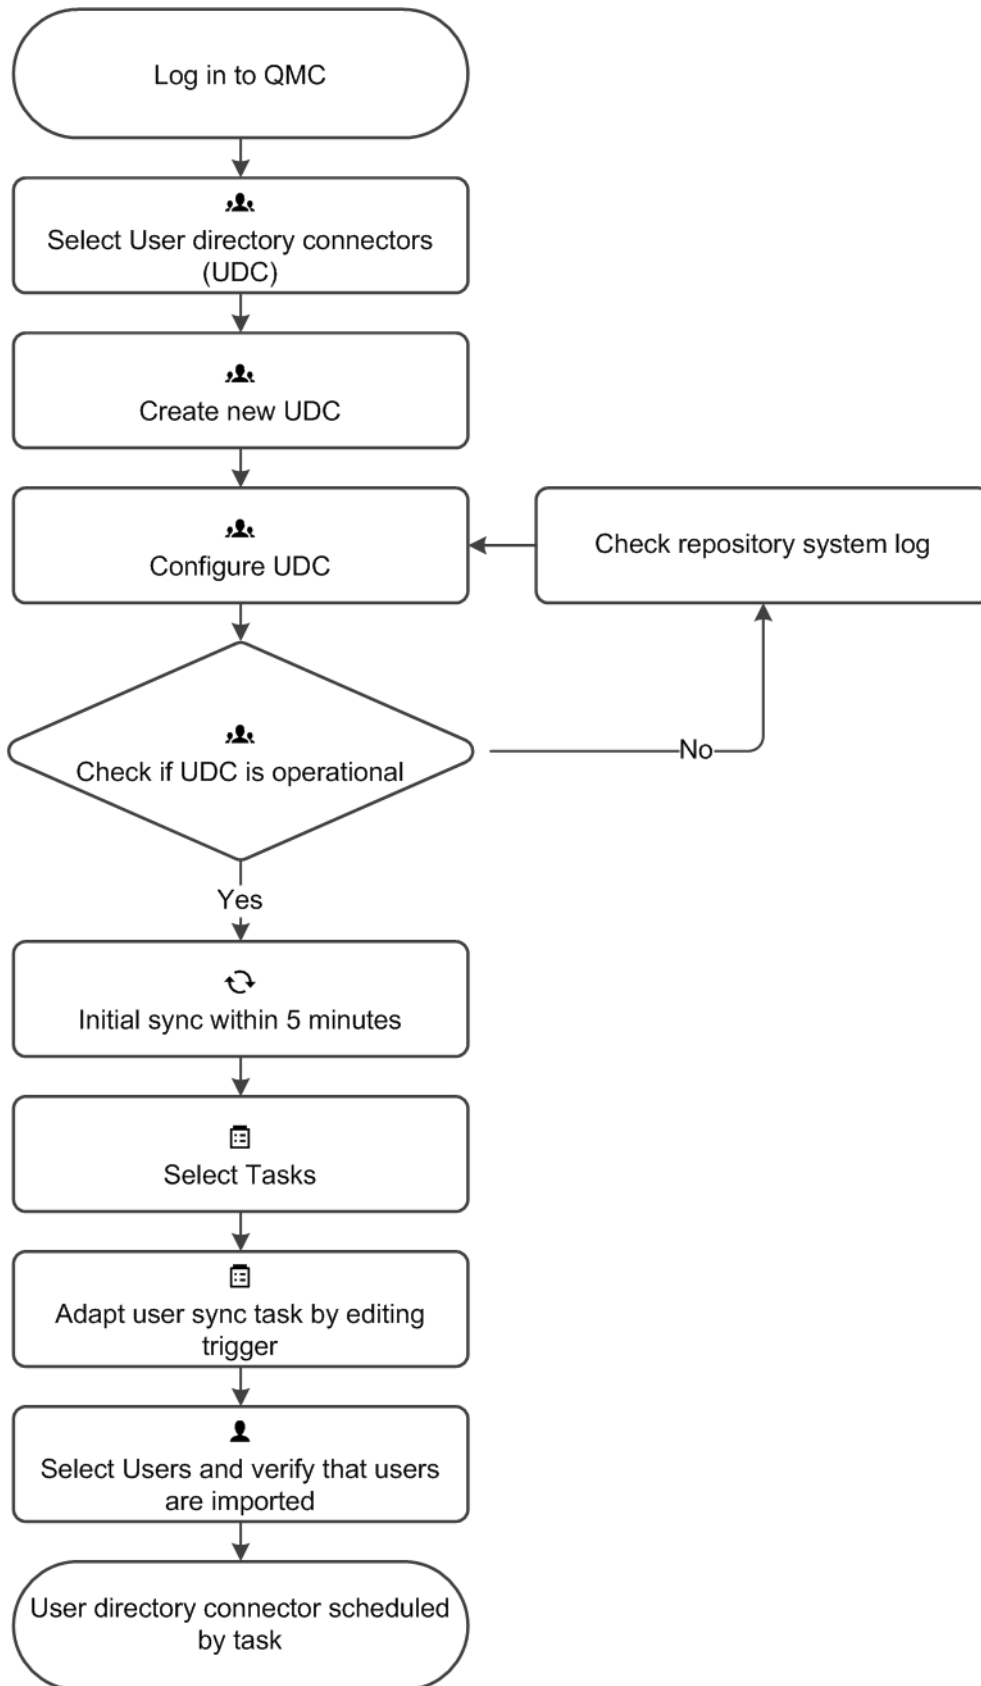 Log in to QMC
Select User directory connectors
(UDC)
Create new UDC
Configure UDC
Check repository system log
Check if UDC is operational
No
Yes
Initial sync within 5 minutes
Select Tasks
Adapt user sync task by editing
trigger
Select Users and verify that users
are imported
User directory connector scheduled
by task